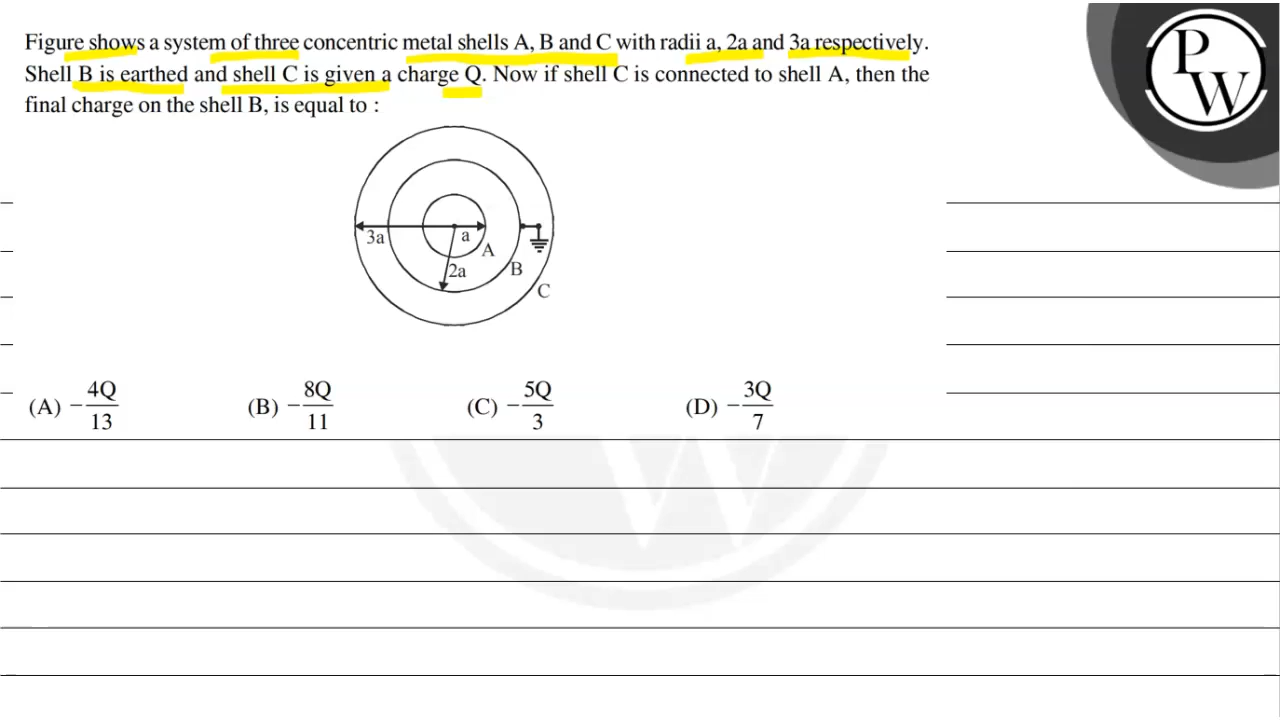 Figure shows a system of three concentric metal shells A, B and C with radii a, 2a and 3a respectively.
Shell B is earthed and shell C is given a charge Q. Now if shell C is connected to shell A, then the
final charge on the shell B, is equal to :
P
W
3a
a
A
2a
B
C
(A) -4Q/13 (B) -8Q/11 (C) -5Q/3 (D) -3Q/7